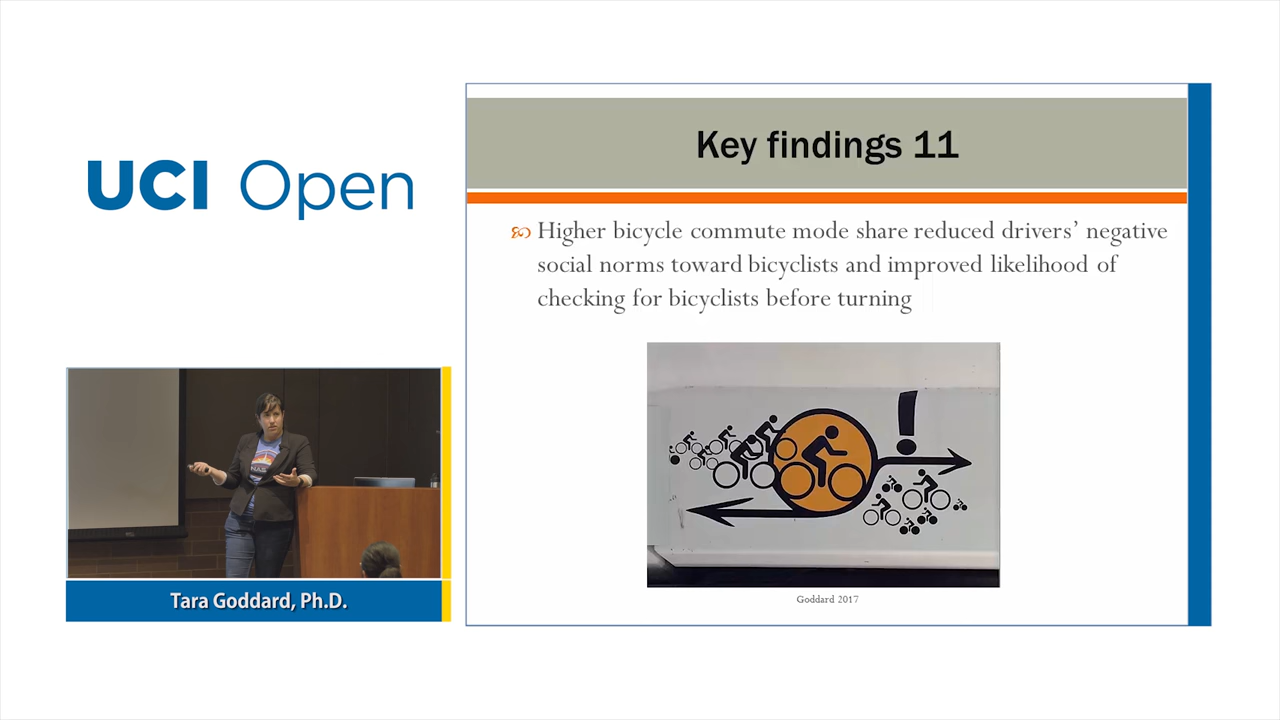 UCI Open
Key findings 11
Higher bicycle commute mode share reduced drivers’ negative
social norms toward bicyclists and improved likelihood of
checking for bicyclists before turning
!
Goddard 2017
Tara Goddard, Ph.D.